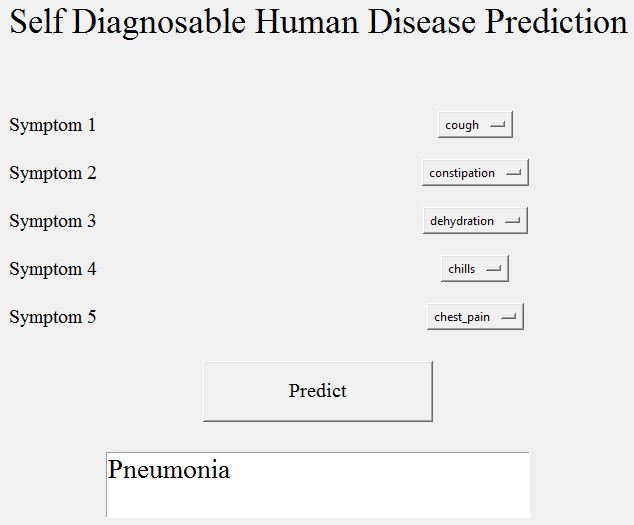 Self Diagnosable Human Disease Prediction
Symptom 1 cough
Symptom 2 constipation
Symptom 3 dehydration
Symptom 4 chills
Symptom 5 chest_pain
Predict
Pneumonia